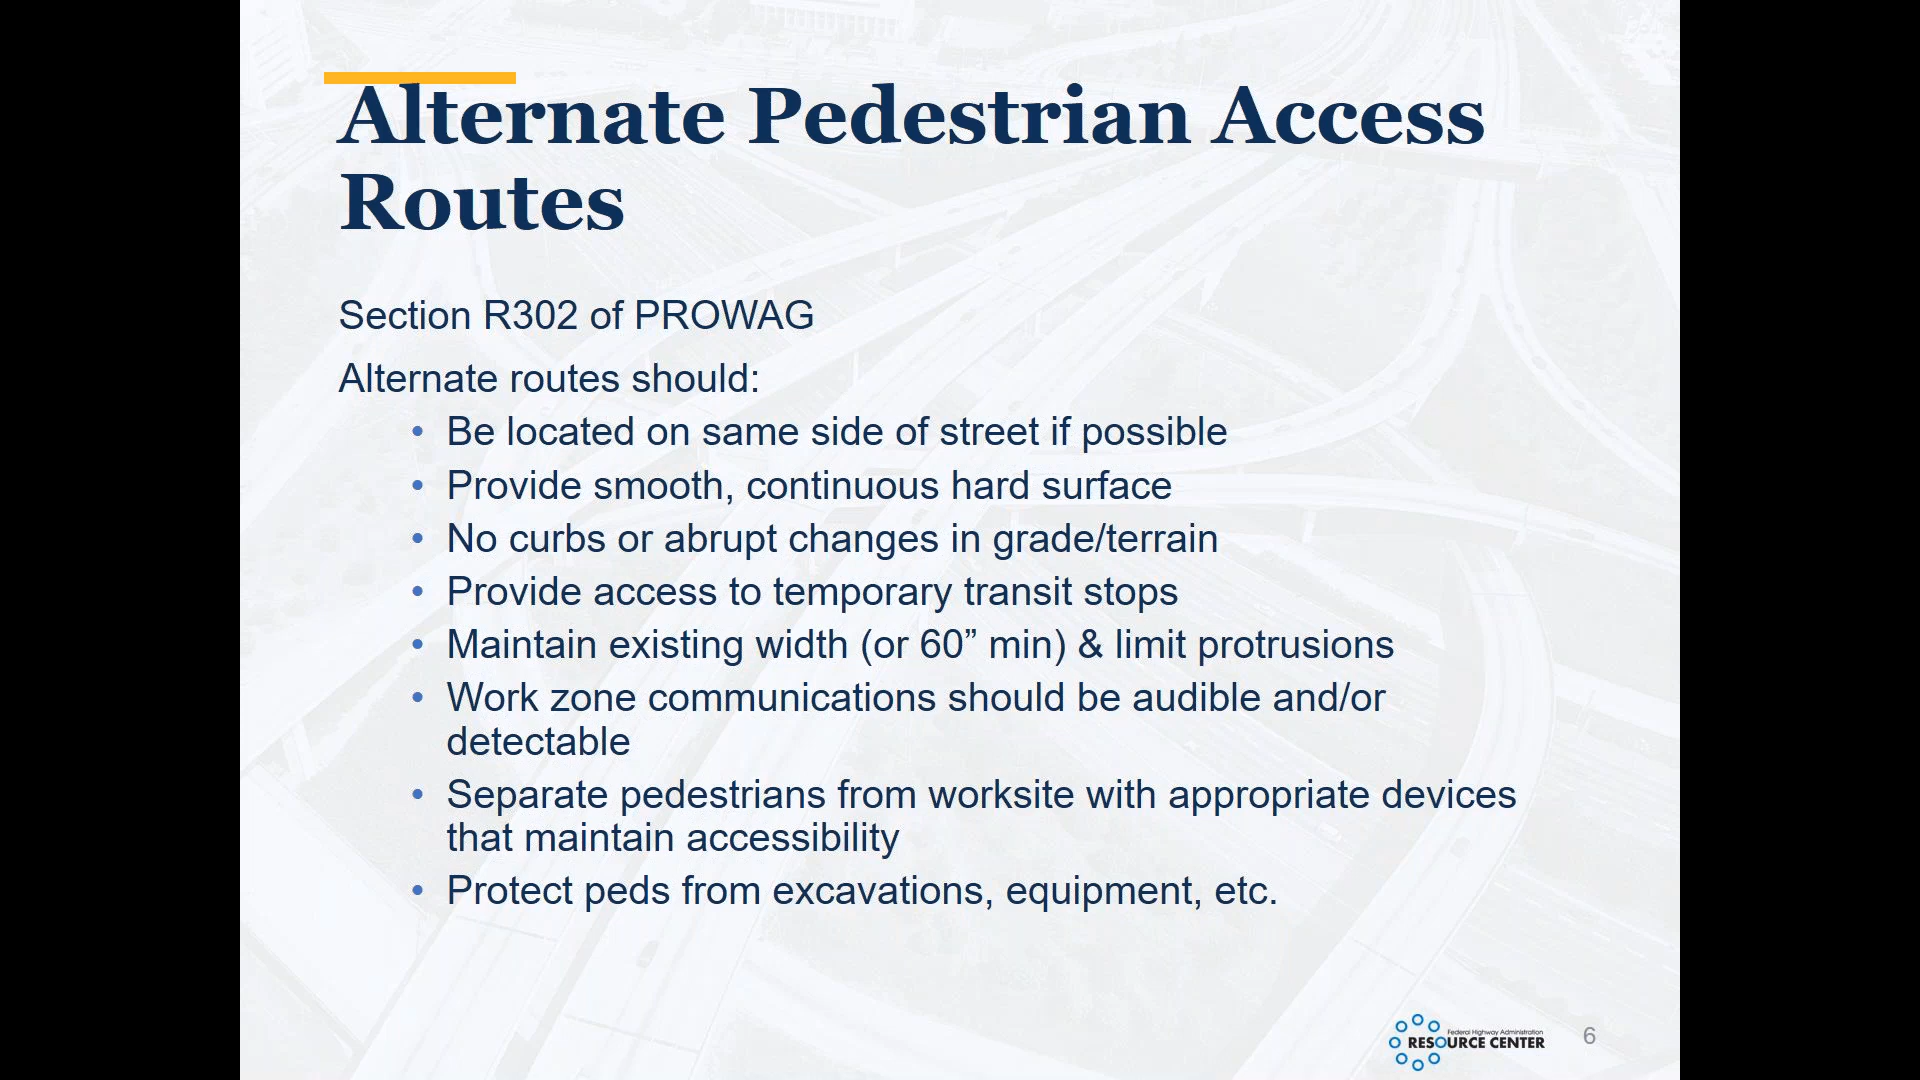 Alternate Pedestrian Access
Routes
Section R302 of PROWAG
Alternate routes should:
• Be located on same side of street if possible
• Provide smooth, continuous hard surface
• No curbs or abrupt changes in grade/terrain
• Provide access to temporary transit stops
• Maintain existing width (or 60” min) & limit protrusions
• Work zone communications should be audible and/or
detectable
• Separate pedestrians from worksite with appropriate devices
that maintain accessibility
• Protect peds from excavations, equipment, etc.
Federal Highway Administration
RESOURCE CENTER
6